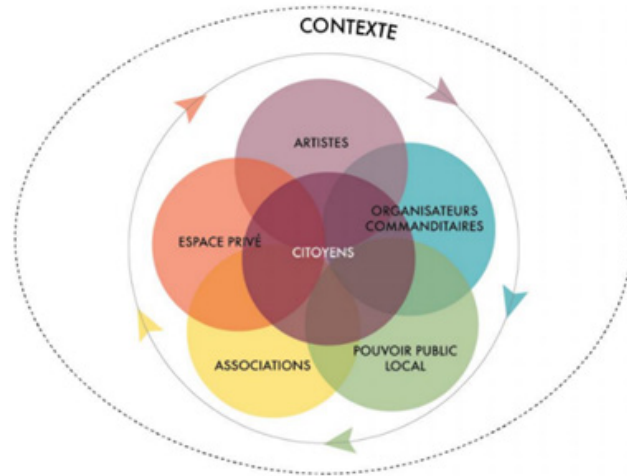 CONTEXTE
ARTISTES
ORGANISATEURS
COMMANDITAIRES
ESPACE PRIVÉ
CITOYENS
ASSOCIATIONS
POUVOIR PUBLIC
LOCAL